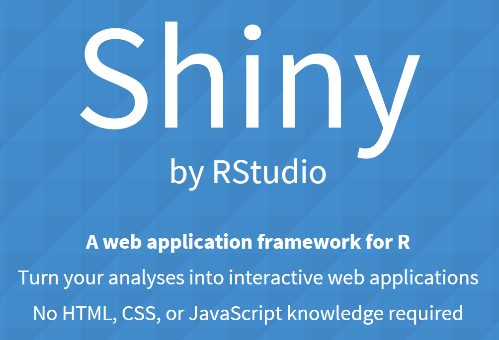 Shiny
by RStudio
A web application framework for R
Turn your analyses into interactive web applications
No HTML, CSS, or JavaScript knowledge required